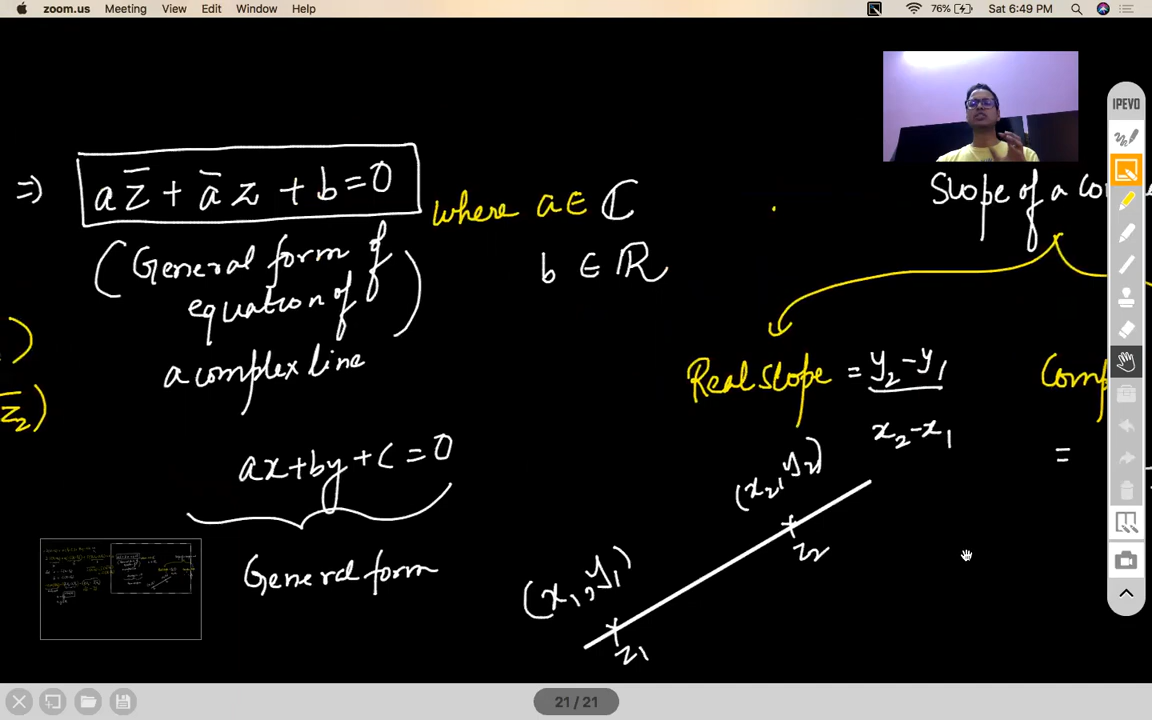 zoom.us Meeting View Edit Window Help
76% Sat 6:49 PM
IPEVO
⇒ a z̄ + ā z + b = 0
where a ∈ ℂ
b ∈ ℝ
(General form of
equation of)
a complex line
z̄₂)
ax+by+c=0
General form
Slope of a co
Real slope = y₂-y₁
x₂-x₁
Comp
=
(x₂, y₂)
z₂
(x₁, y₁)
z₁
21 / 21